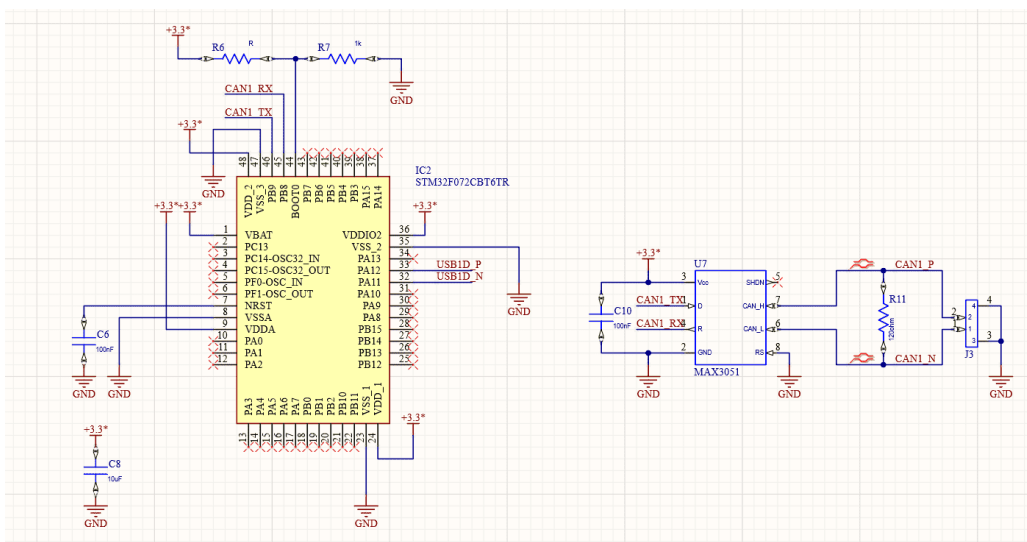 +3.3*
R6
R
R7
1k
GND
CAN1_RX
CAN1_TX
+3.3*
GND
48
47
46
45
44
43
42
41
40
39
38
37
VDD_2
VSS_3
PB9
PB8
BOOT0
PB7
PB6
PB5
PB4
PB3
PA15
PA14
IC2
STM32F072CBT6TR
+3.3*
+3.3*
+3.3*
1
VBAT
VDDIO2
36
2
PC13
VSS_2
35
3
PC14-OSC32_IN
PA13
34
4
PC15-OSC32_OUT
PA12
33
USB1D_P
5
PF0-OSC_IN
PA11
32
USB1D_N
6
PF1-OSC_OUT
PA10
31
7
NRST
PA9
30
8
VSSA
PA8
29
9
VDDA
PB15
28
10
PA0
PB14
27
11
PA1
PB13
26
12
PA2
PB12
25
GND
C6
100nF
GND
GND
PA3
PA4
PA5
PA6
PA7
PB0
PB1
PB2
PB10
PB11
VSS_1
VDD_1
13
14
15
16
17
18
19
20
21
22
23
24
+3.3*
GND
+3.3*
C8
10uF
GND
+3.3*
C10
100nF
GND
U7
3
Vcc
SHDN
5
CAN1_TX
1
D
CAN_H
7
CAN1_RX
4
R
CAN_L
6
2
GND
RS
8
MAX3051
GND
CAN1_P
R11
120ohm
CAN1_N
2
1
4
2
1
3
J3
4
3
GND